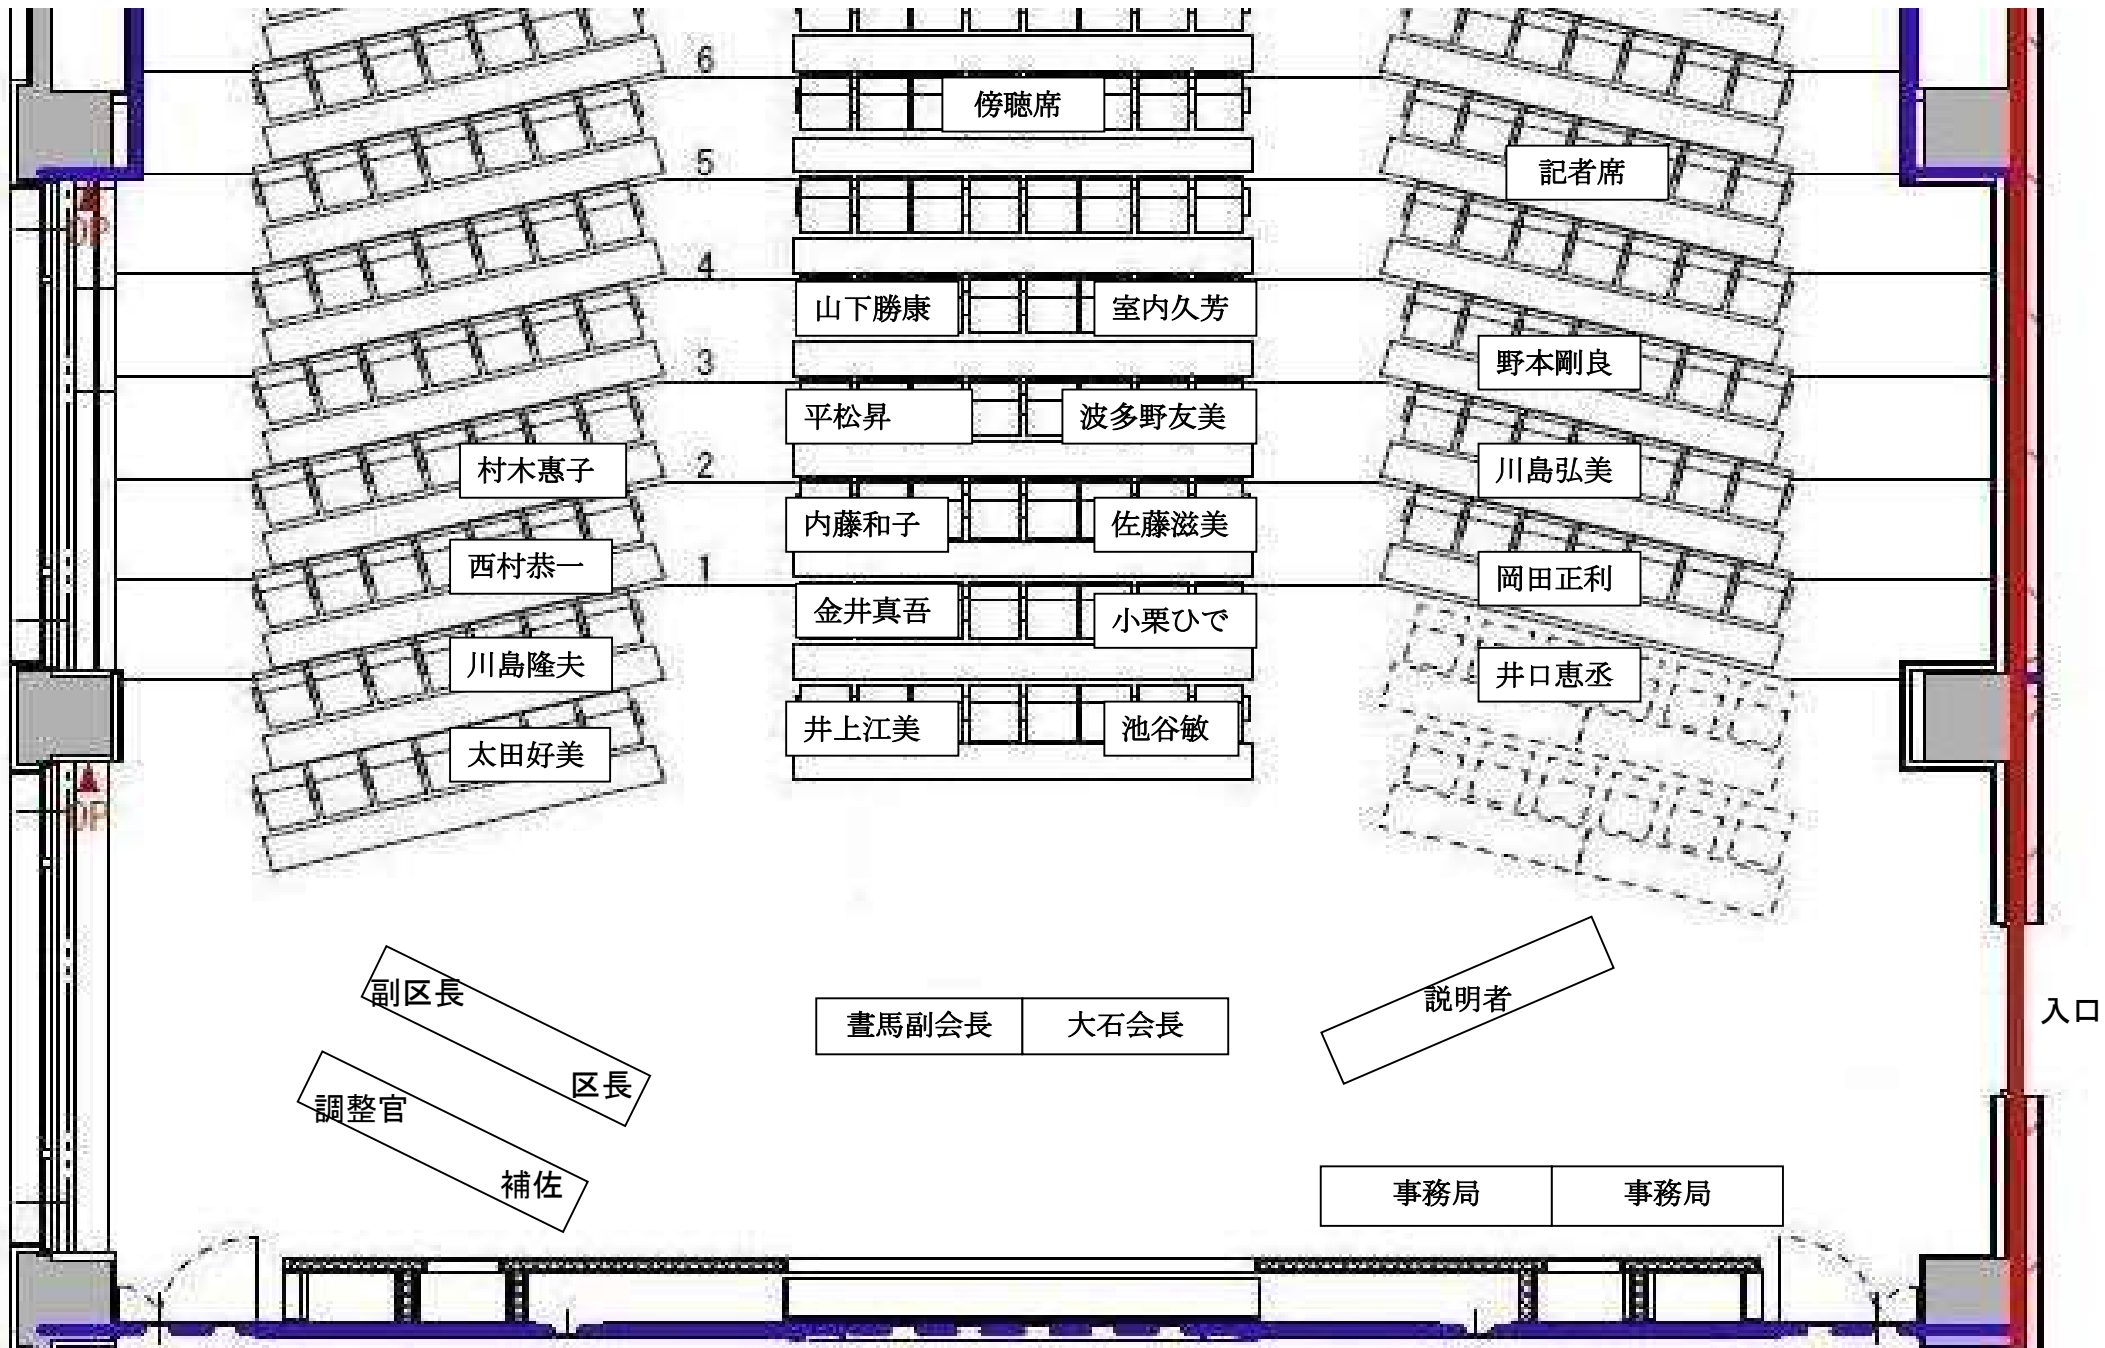 6
傍聴席
5
記者席
UP
4
山下勝康
室内久芳
3
野本剛良
平松昇
波多野友美
村木惠子
2
川島弘美
内藤和子
佐藤滋美
西村恭一
1
岡田正利
金井真吾
小栗ひで
川島隆夫
井口恵丞
井上江美
池谷敏
太田好美
UP
副区長
晝馬副会長
大石会長
説明者
入口
区長
調整官
補佐
事務局
事務局